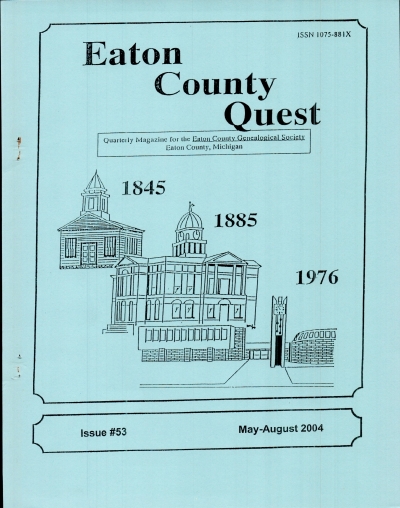 ISSN 1075-881X
Eaton
County
Quest
Quarterly Magazine for the Eaton County Genealogical Society
Eaton County, Michigan
1845
1885
1976
Issue #53
May-August 2004